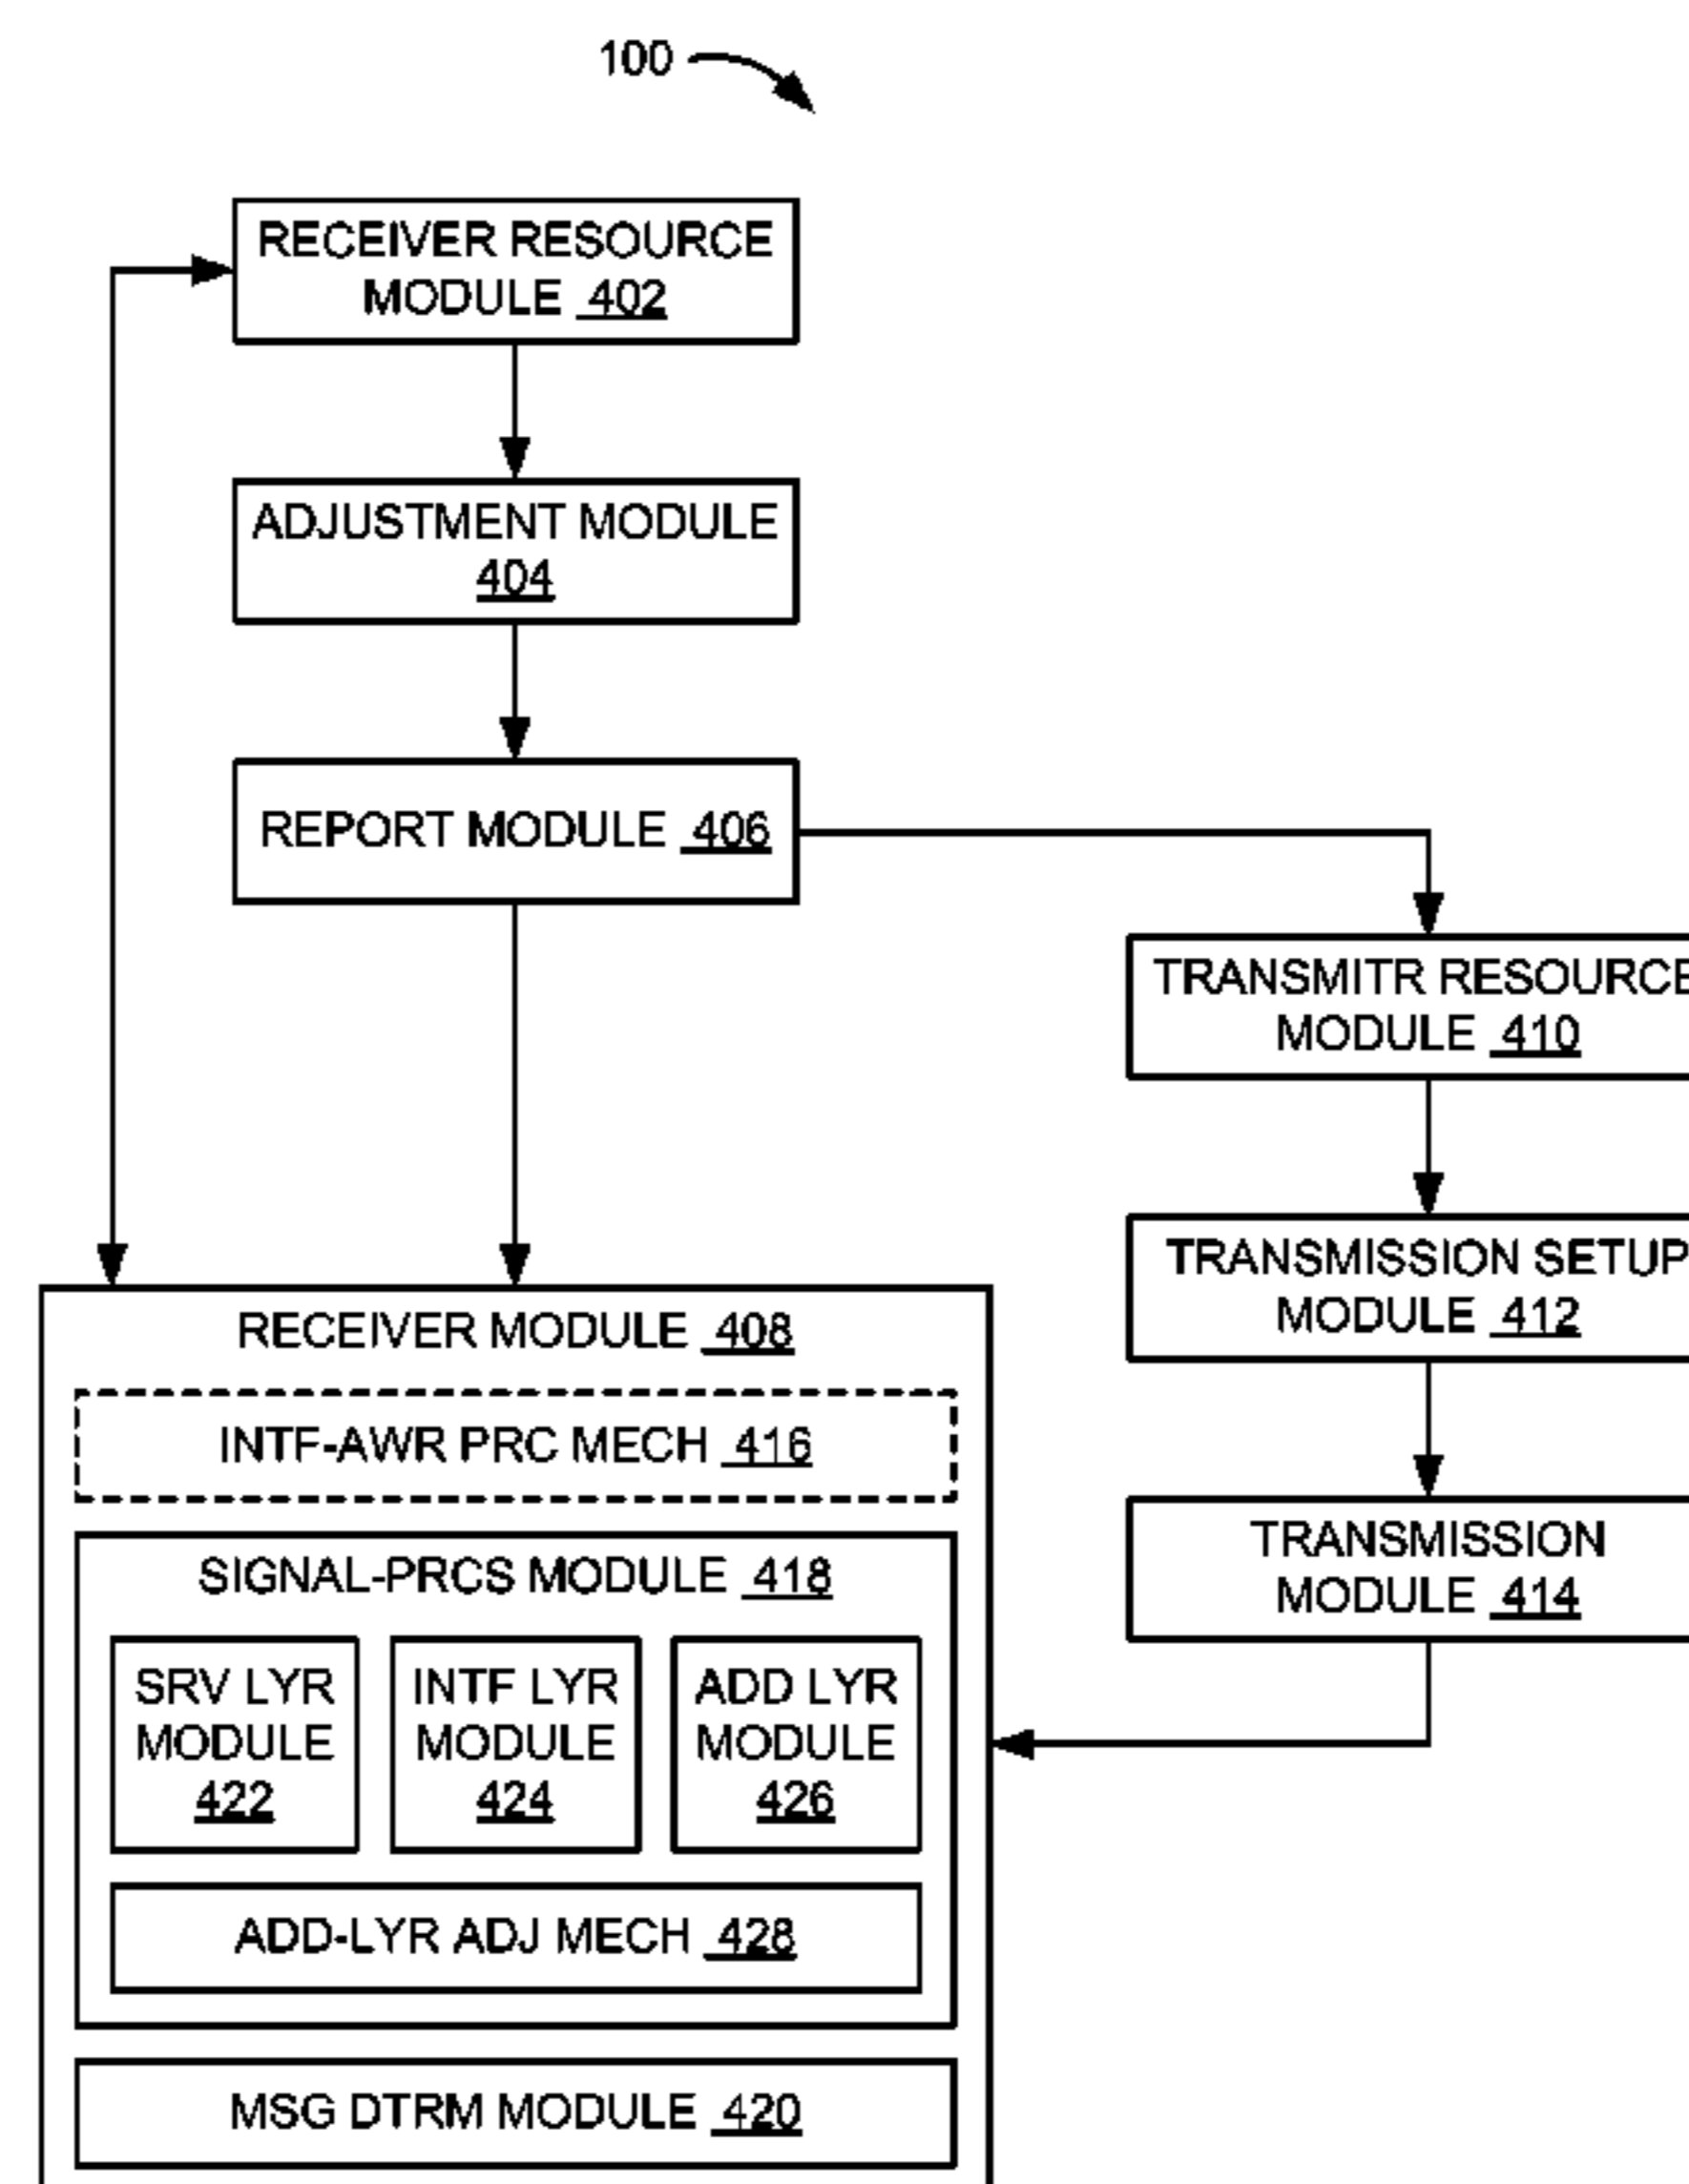 100
RECEIVER RESOURCE
MODULE 402
ADJUSTMENT MODULE
404
REPORT MODULE 406
TRANSMITR RESOURCE
MODULE 410
TRANSMISSION SETUP
MODULE 412
TRANSMISSION
MODULE 414
RECEIVER MODULE 408
INTF-AWR PRC MECH 416
SIGNAL-PRCS MODULE 418
SRV LYR
MODULE
422
INTF LYR
MODULE
424
ADD LYR
MODULE
426
ADD-LYR ADJ MECH 428
MSG DTRM MODULE 420